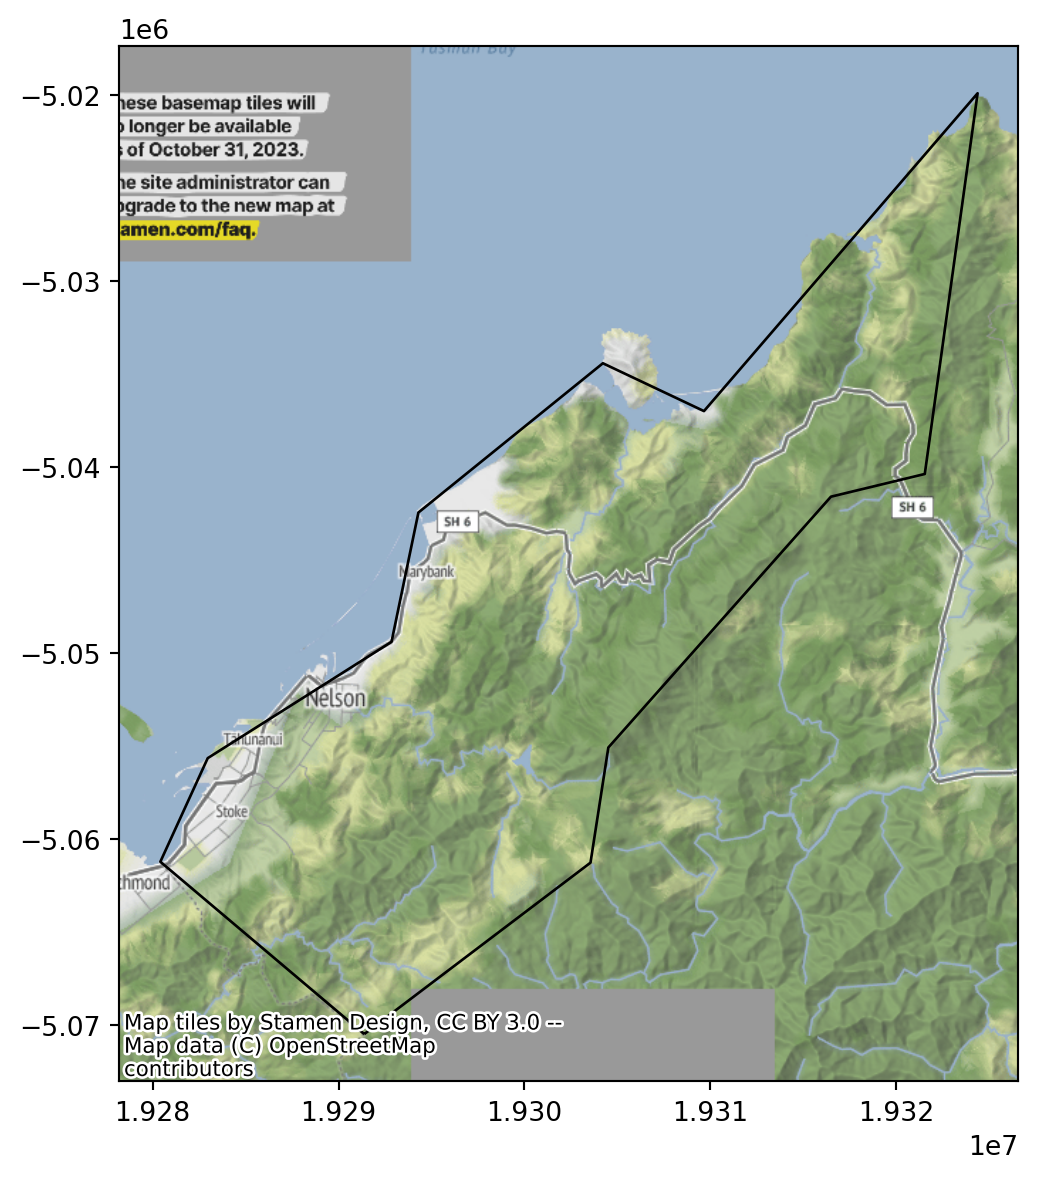 1e6
Tasman Bay
hese basemap tiles will
o longer be available
s of October 31, 2023.
he site administrator can
pgrade to the new map at
amen.com/faq.
−5.02
−5.03
−5.04
−5.05
−5.06
−5.07
SH 6
SH 6
Marybank
Nelson
Tāhunanui
Stoke
chmond
Map tiles by Stamen Design, CC BY 3.0 --
Map data (C) OpenStreetMap
contributors
1.928 1.929 1.930 1.931 1.932
1e7